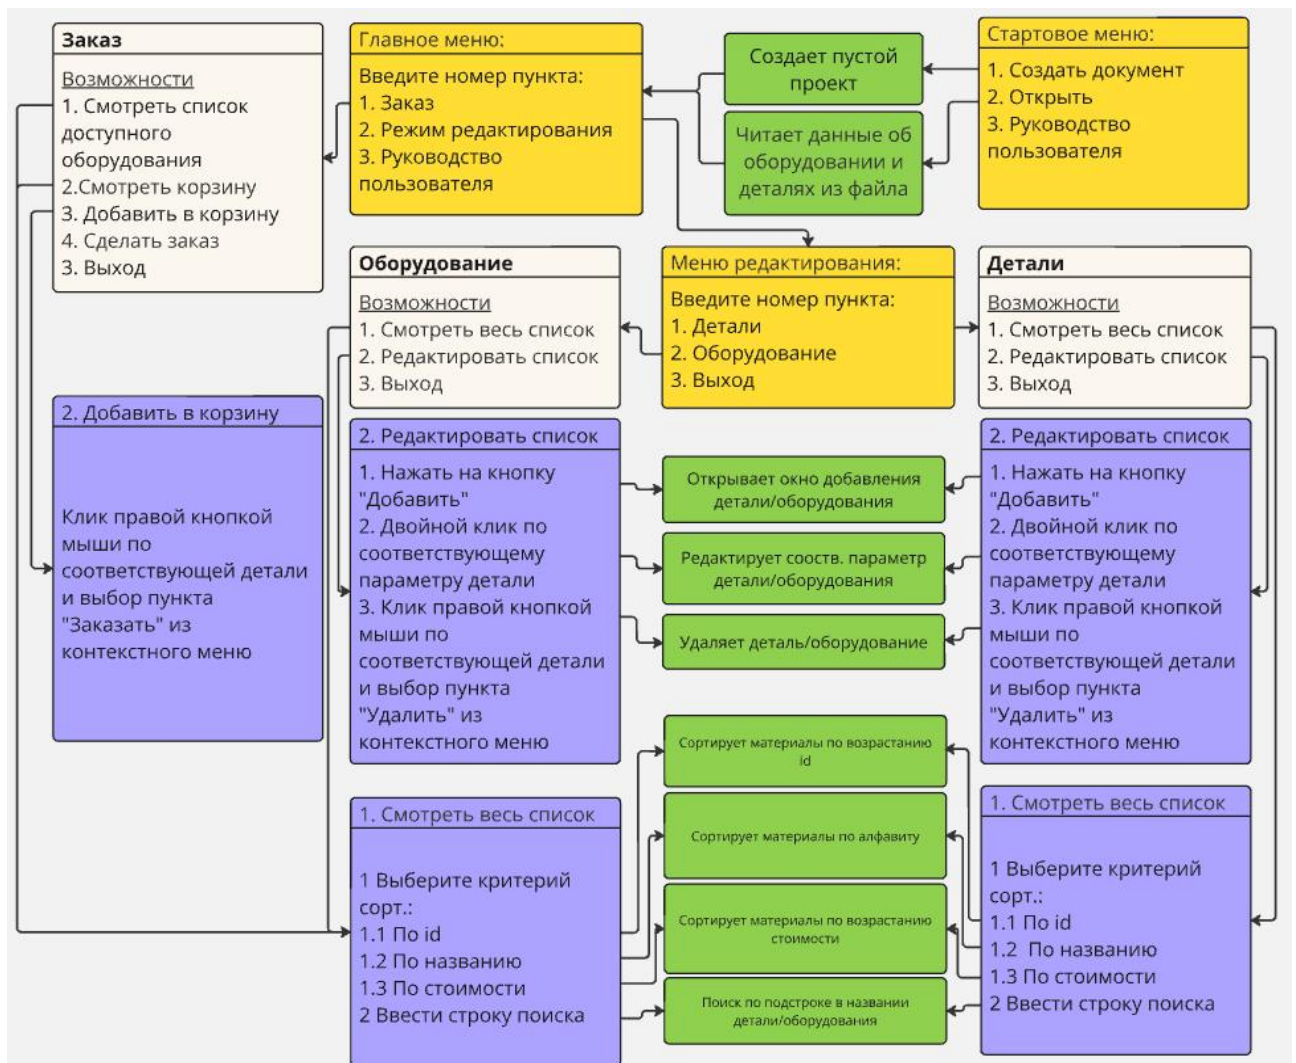 Заказ
Возможности
1. Смотреть список
доступного
оборудования
2.Смотреть корзину
3. Добавить в корзину
4. Сделать заказ
3. Выход
Главное меню:
Введите номер пункта:
1. Заказ
2. Режим редактирования
3. Руководство
пользователя
Создает пустой
проект
Читает данные об
оборудовании и
деталях из файла
Стартовое меню:
1. Создать документ
2. Открыть
3. Руководство
пользователя
Оборудование
Возможности
1. Смотреть весь список
2. Редактировать список
3. Выход
Меню редактирования:
Введите номер пункта:
1. Детали
2. Оборудование
3. Выход
Детали
Возможности
1. Смотреть весь список
2. Редактировать список
3. Выход
2. Добавить в корзину
Клик правой кнопкой
мыши по
соответствующей детали
и выбор пункта
"Заказать" из
контекстного меню
2. Редактировать список
1. Нажать на кнопку
"Добавить"
2. Двойной клик по
соответствующему
параметру детали
3. Клик правой кнопкой
мыши по
соответствующей детали
и выбор пункта
"Удалить" из
контекстного меню
Открывает окно добавления
детали/оборудования
Редактирует сооств. параметр
детали/оборудования
Удаляет деталь/оборудование
2. Редактировать список
1. Нажать на кнопку
"Добавить"
2. Двойной клик по
соответствующему
параметру детали
3. Клик правой кнопкой
мыши по
соответствующей детали
и выбор пункта
"Удалить" из
контекстного меню
1. Смотреть весь список
1 Выберите критерий
сорт.:
1.1 По id
1.2 По названию
1.3 По стоимости
2 Ввести строку поиска
Сортирует материалы по возрастанию
id
Сортирует материалы по алфавиту
Сортирует материалы по возрастанию
стоимости
Поиск по подстроке в названии
детали/оборудования
1. Смотреть весь список
1 Выберите критерий
сорт.:
1.1 По id
1.2 По названию
1.3 По стоимости
2 Ввести строку поиска